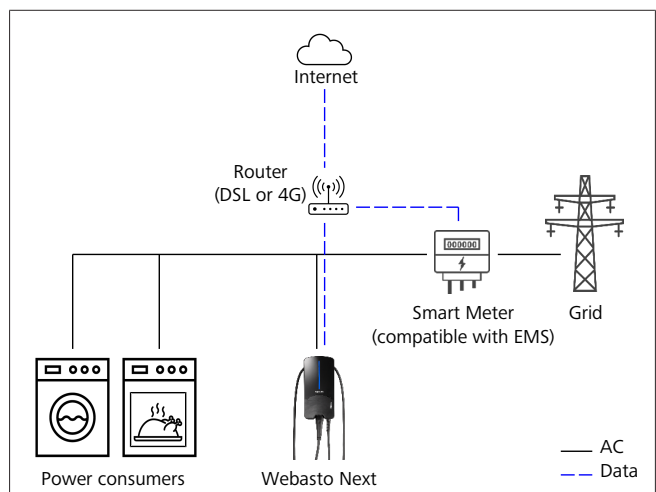 Internet
Router
(DSL or 4G)
000000
Smart Meter
(compatible with EMS)
Grid
Power consumers
Webasto Next
AC
Data